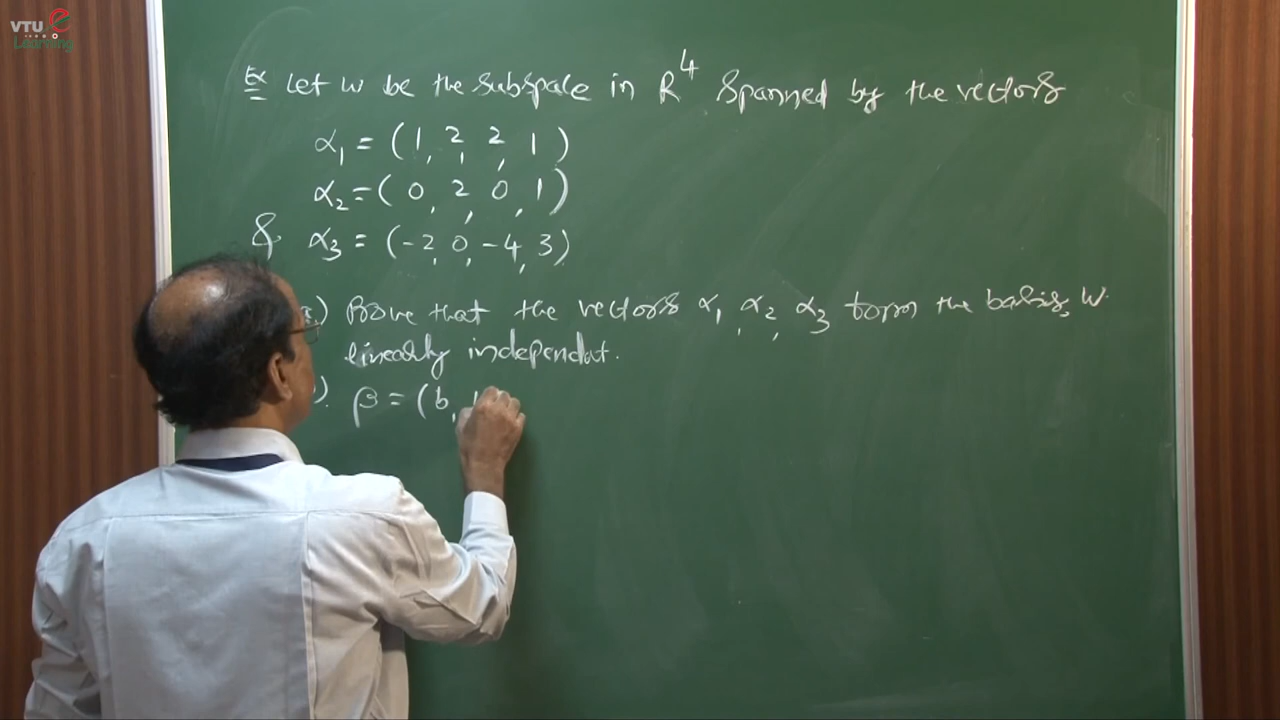 VTU e Learning
Ex Let W be the subspace in R⁴ spanned by the vectors
α₁ = (1, 2, 2, 1)
α₂ = (0, 2, 0, 1)
& α₃ = (-2, 0, -4, 3)
a.) Prove that the vectors α₁, α₂, α₃ form the basis, W.
linearly independat.
). β = (b,